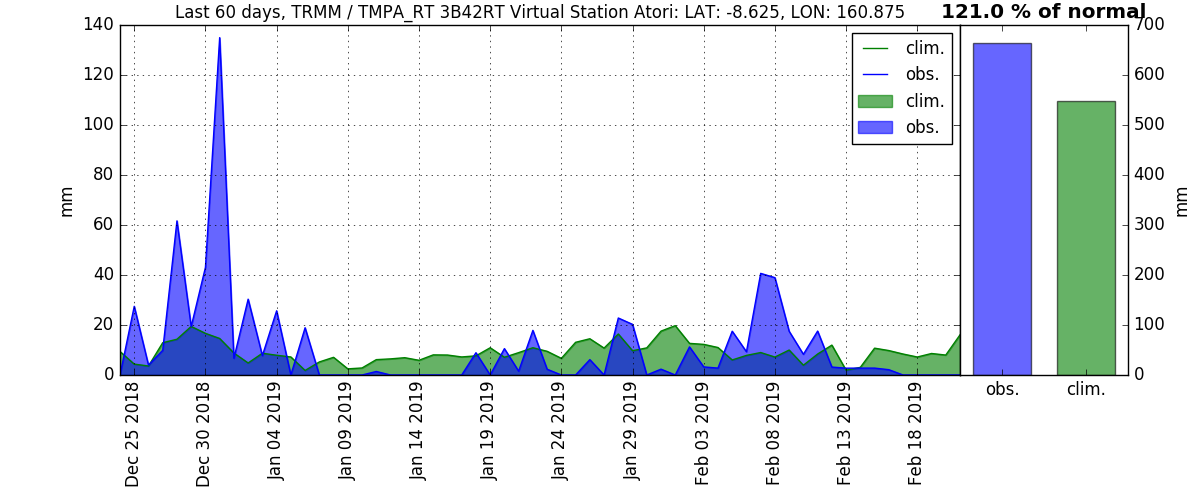 Last 60 days, TRMM / TMPA_RT 3B42RT Virtual Station Atori: LAT: -8.625, LON: 160.875
121.0 % of normal
140
120
100
80
60
40
20
0
mm
clim.
obs.
clim.
obs.
Dec 25 2018
Dec 30 2018
Jan 04 2019
Jan 09 2019
Jan 14 2019
Jan 19 2019
Jan 24 2019
Jan 29 2019
Feb 03 2019
Feb 08 2019
Feb 13 2019
Feb 18 2019
700
600
500
400
300
200
100
0
mm
obs.
clim.